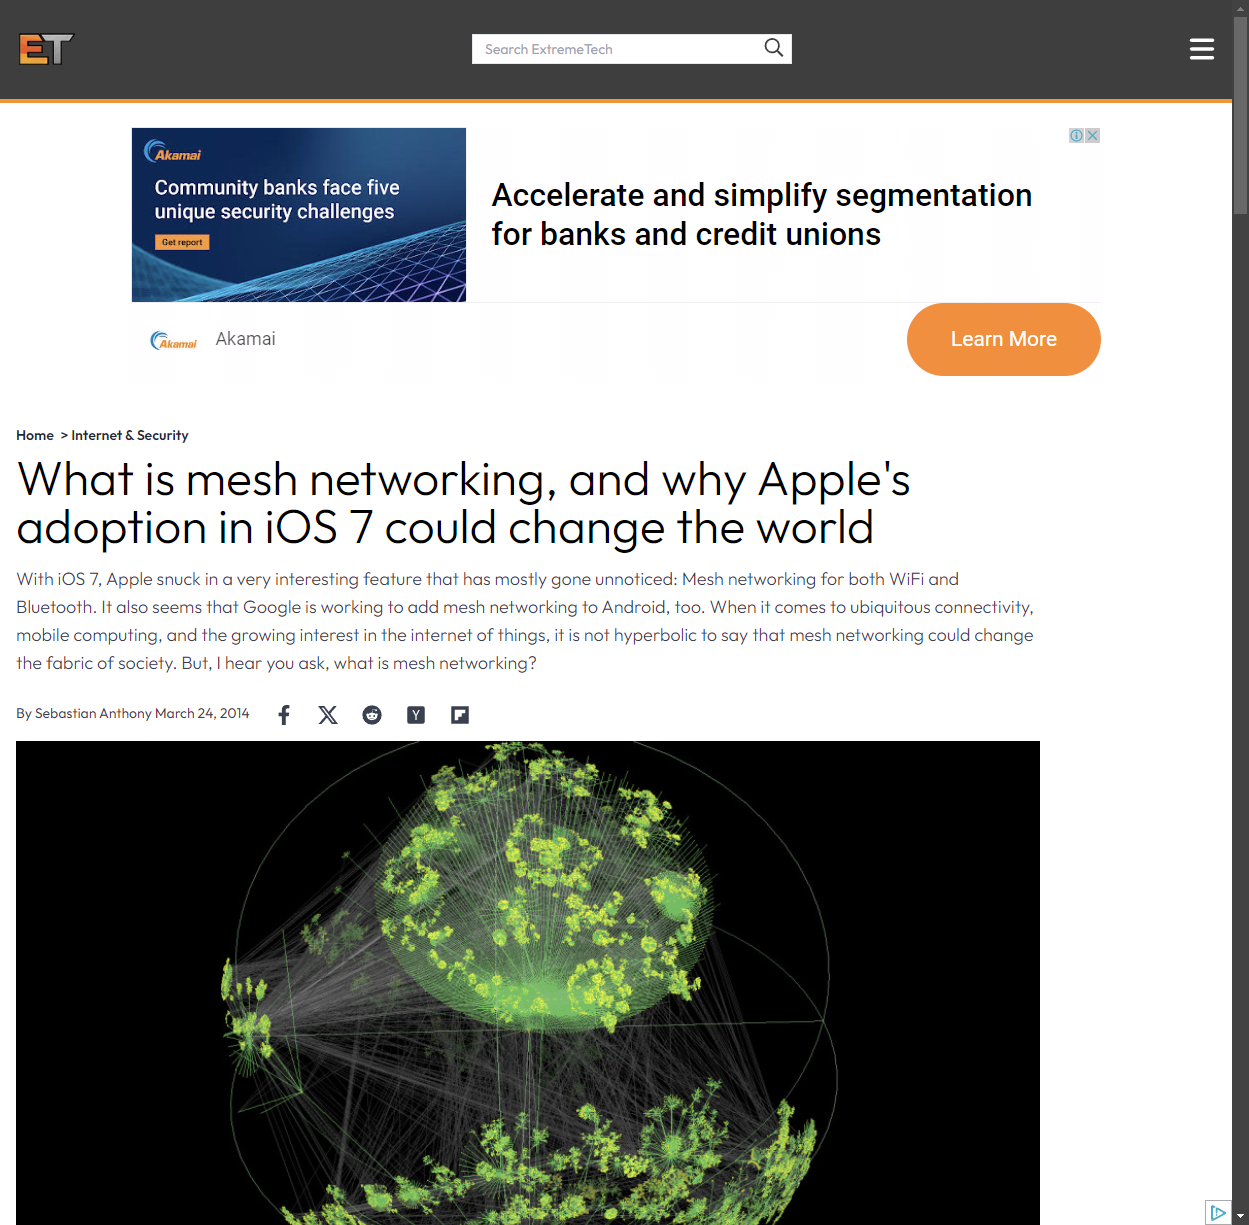 ET
Search ExtremeTech
Akamai
Community banks face five
unique security challenges
Get report
Accelerate and simplify segmentation
for banks and credit unions
Akamai
Akamai
Learn More
Home > Internet & Security
What is mesh networking, and why Apple's
adoption in iOS 7 could change the world
With iOS 7, Apple snuck in a very interesting feature that has mostly gone unnoticed: Mesh networking for both WiFi and
Bluetooth. It also seems that Google is working to add mesh networking to Android, too. When it comes to ubiquitous connectivity,
mobile computing, and the growing interest in the internet of things, it is not hyperbolic to say that mesh networking could change
the fabric of society. But, I hear you ask, what is mesh networking?
By Sebastian Anthony March 24, 2014